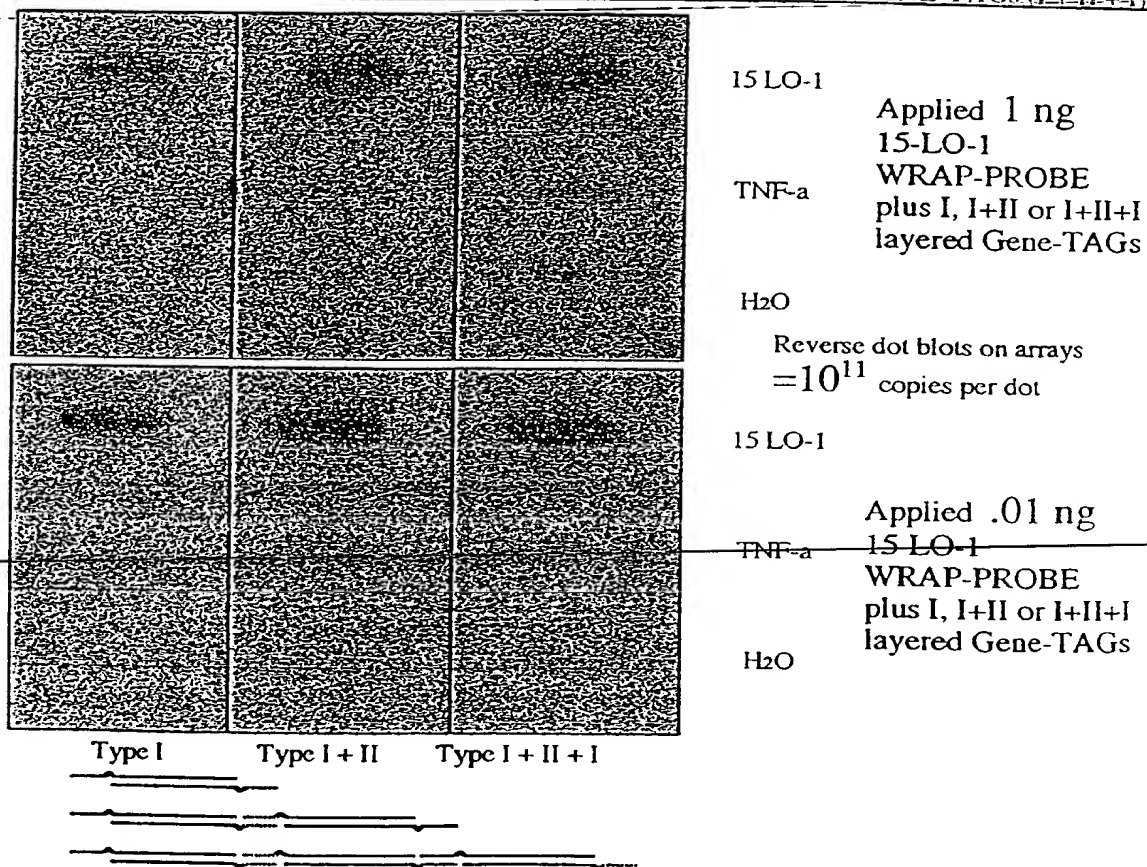 15 LO-1
Applied 1 ng
15-LO-1
WRAP-PROBE
plus I, I+II or I+II+I
layered Gene-TAGs
TNF-a
H2O
Reverse dot blots on arrays
=10¹¹ copies per dot
15 LO-1
Applied .01 ng
TNF-a
15 LO-1
WRAP-PROBE
plus I, I+II or I+II+I
layered Gene-TAGs
H2O
Type I
Type I + II
Type I + II + I